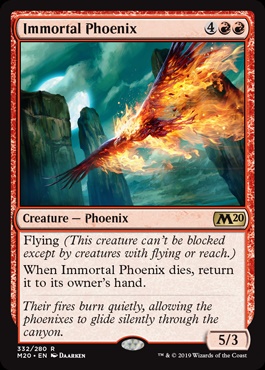 Immortal Phoenix 4
Creature — Phoenix M20
Flying (This creature can't be blocked
except by creatures with flying or reach.)
When Immortal Phoenix dies, return
it to its owner's hand.
Their fires burn quietly, allowing the
phoenixes to glide silently through the
canyon.
5/3
332/280 R
M20 • EN Daarken ™ & © 2019 Wizards of the Coast